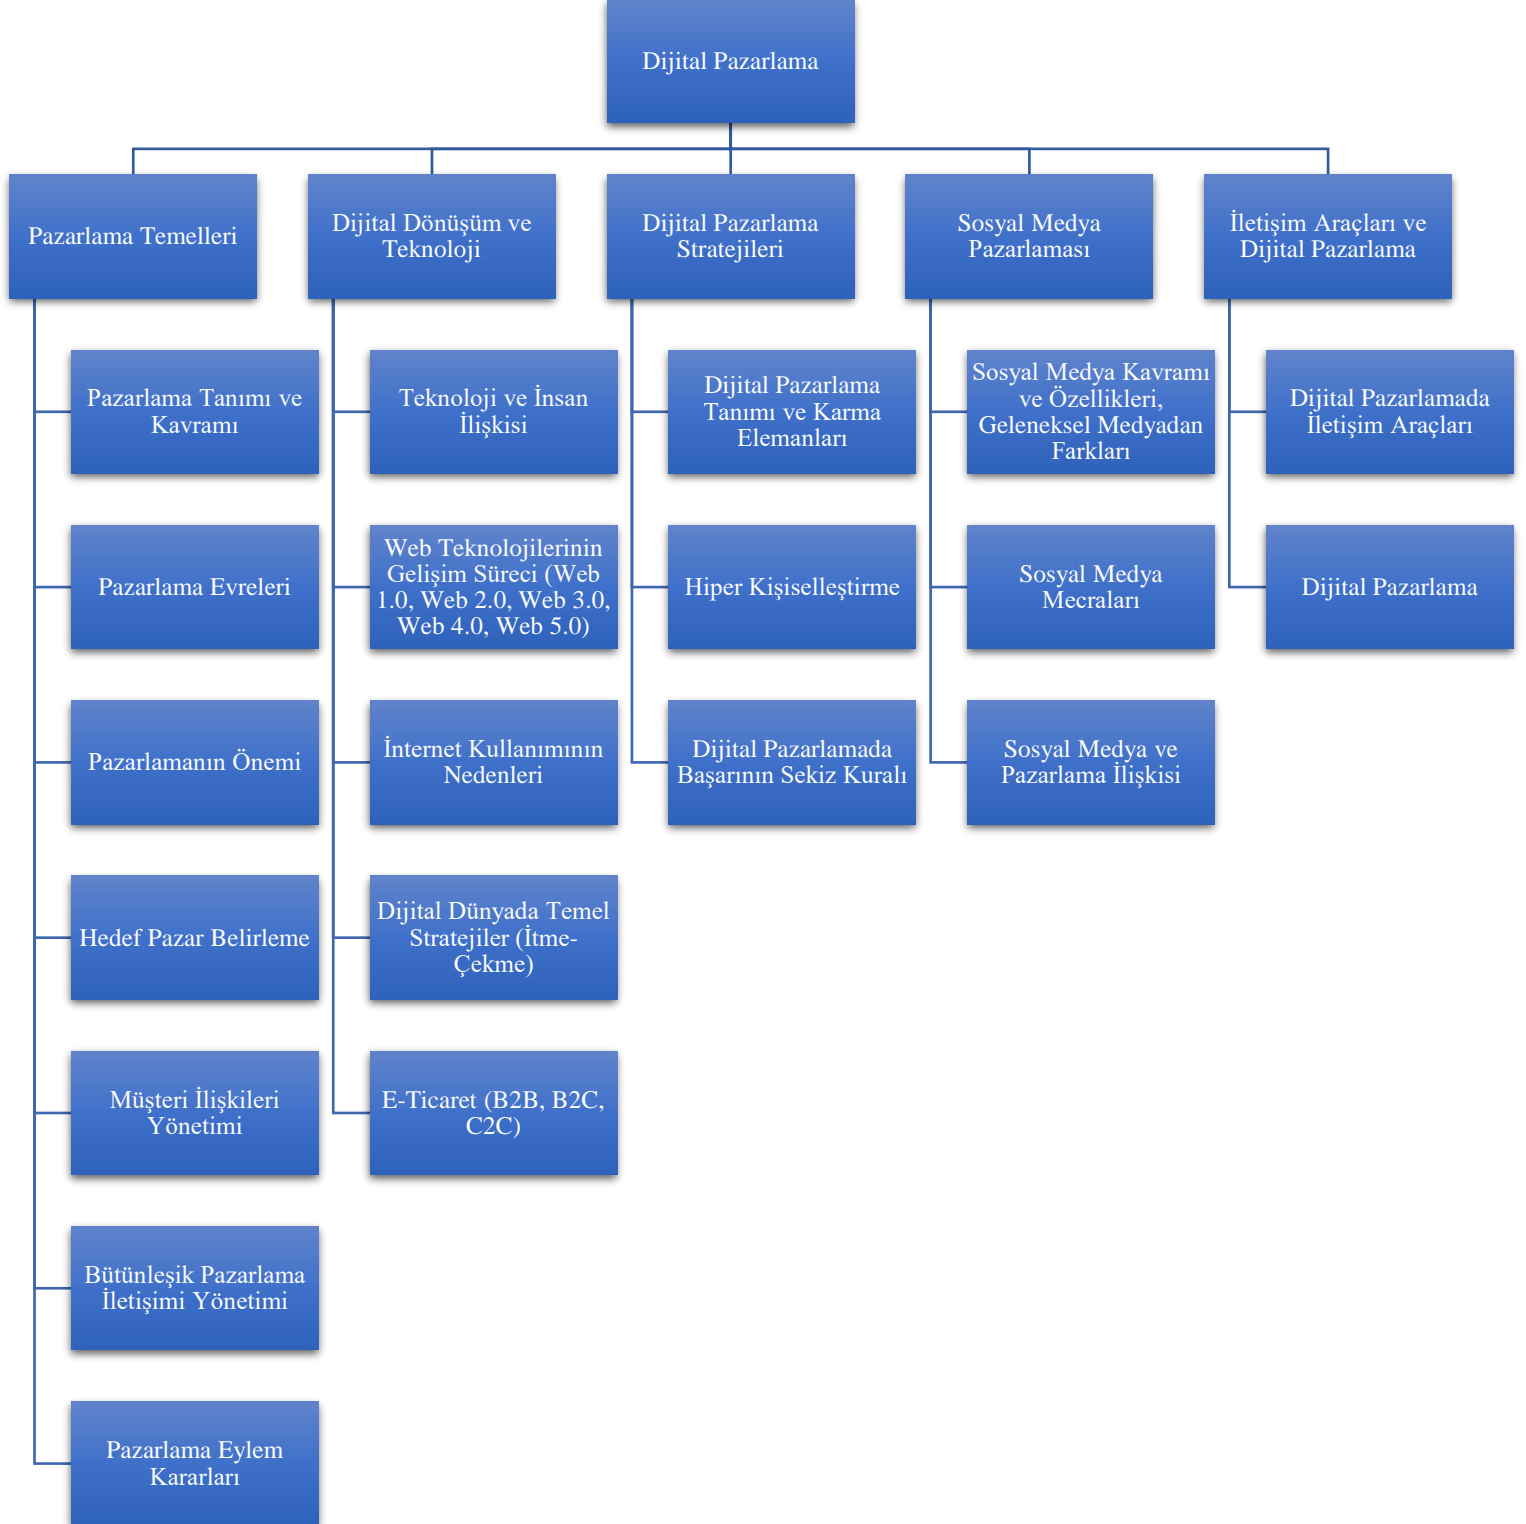 Dijital Pazarlama
Pazarlama Temelleri
Dijital Dönüşüm ve
Teknoloji
Dijital Pazarlama
Stratejileri
Sosyal Medya
Pazarlaması
İletişim Araçları ve
Dijital Pazarlama
Pazarlama Tanımı ve
Kavramı
Pazarlama Evreleri
Pazarlamanın Önemi
Hedef Pazar Belirleme
Müşteri İlişkileri
Yönetimi
Bütünleşik Pazarlama
İletişimi Yönetimi
Pazarlama Eylem
Kararları
Teknoloji ve İnsan
İlişkisi
Web Teknolojilerinin
Gelişim Süreci (Web
1.0, Web 2.0, Web 3.0,
Web 4.0, Web 5.0)
İnternet Kullanımının
Nedenleri
Dijital Dünyada Temel
Stratejiler (İtme-
Çekme)
E-Ticaret (B2B, B2C,
C2C)
Dijital Pazarlama
Tanımı ve Karma
Elemanları
Hiper Kişiselleştirme
Dijital Pazarlamada
Başarının Sekiz Kuralı
Sosyal Medya Kavramı
ve Özellikleri,
Geleneksel Medyadan
Farkları
Sosyal Medya
Mecraları
Sosyal Medya ve
Pazarlama İlişkisi
Dijital Pazarlamada
İletişim Araçları
Dijital Pazarlama